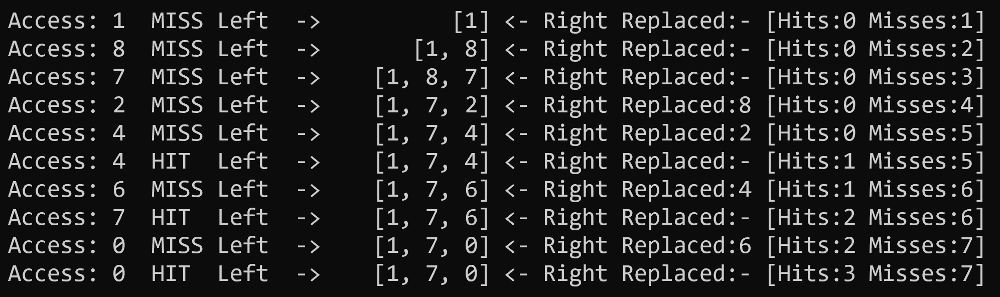 Access: 1  MISS Left  ->          [1] <- Right Replaced:- [Hits:0 Misses:1]
Access: 8  MISS Left  ->       [1, 8] <- Right Replaced:- [Hits:0 Misses:2]
Access: 7  MISS Left  ->    [1, 8, 7] <- Right Replaced:- [Hits:0 Misses:3]
Access: 2  MISS Left  ->    [1, 7, 2] <- Right Replaced:8 [Hits:0 Misses:4]
Access: 4  MISS Left  ->    [1, 7, 4] <- Right Replaced:2 [Hits:0 Misses:5]
Access: 4  HIT  Left  ->    [1, 7, 4] <- Right Replaced:- [Hits:1 Misses:5]
Access: 6  MISS Left  ->    [1, 7, 6] <- Right Replaced:4 [Hits:1 Misses:6]
Access: 7  HIT  Left  ->    [1, 7, 6] <- Right Replaced:- [Hits:2 Misses:6]
Access: 0  MISS Left  ->    [1, 7, 0] <- Right Replaced:6 [Hits:2 Misses:7]
Access: 0  HIT  Left  ->    [1, 7, 0] <- Right Replaced:- [Hits:3 Misses:7]